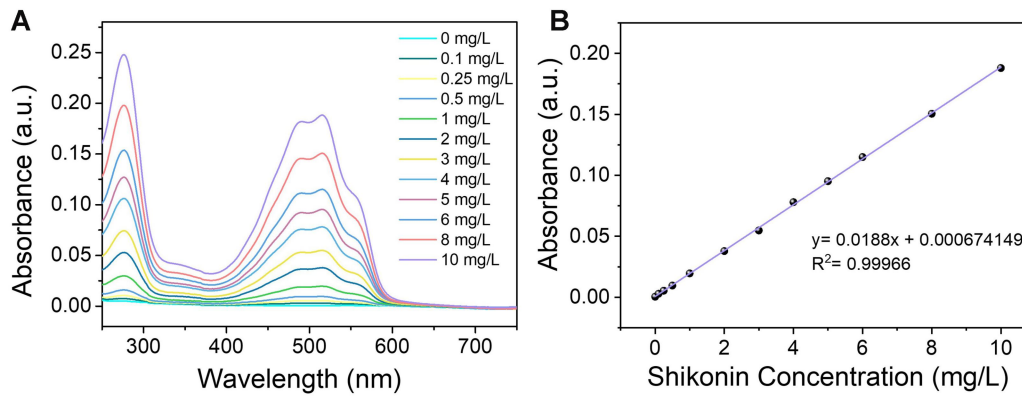 A
Absorbance (a.u.)
0.25
0.20
0.15
0.10
0.05
0.00
300
400
500
600
700
Wavelength (nm)
0 mg/L
0.1 mg/L
0.25 mg/L
0.5 mg/L
1 mg/L
2 mg/L
3 mg/L
4 mg/L
5 mg/L
6 mg/L
8 mg/L
10 mg/L
B
Absorbance (a.u.)
0.20
0.15
0.10
0.05
0.00
y= 0.0188x + 0.000674149
R²= 0.99966
0
2
4
6
8
10
Shikonin Concentration (mg/L)